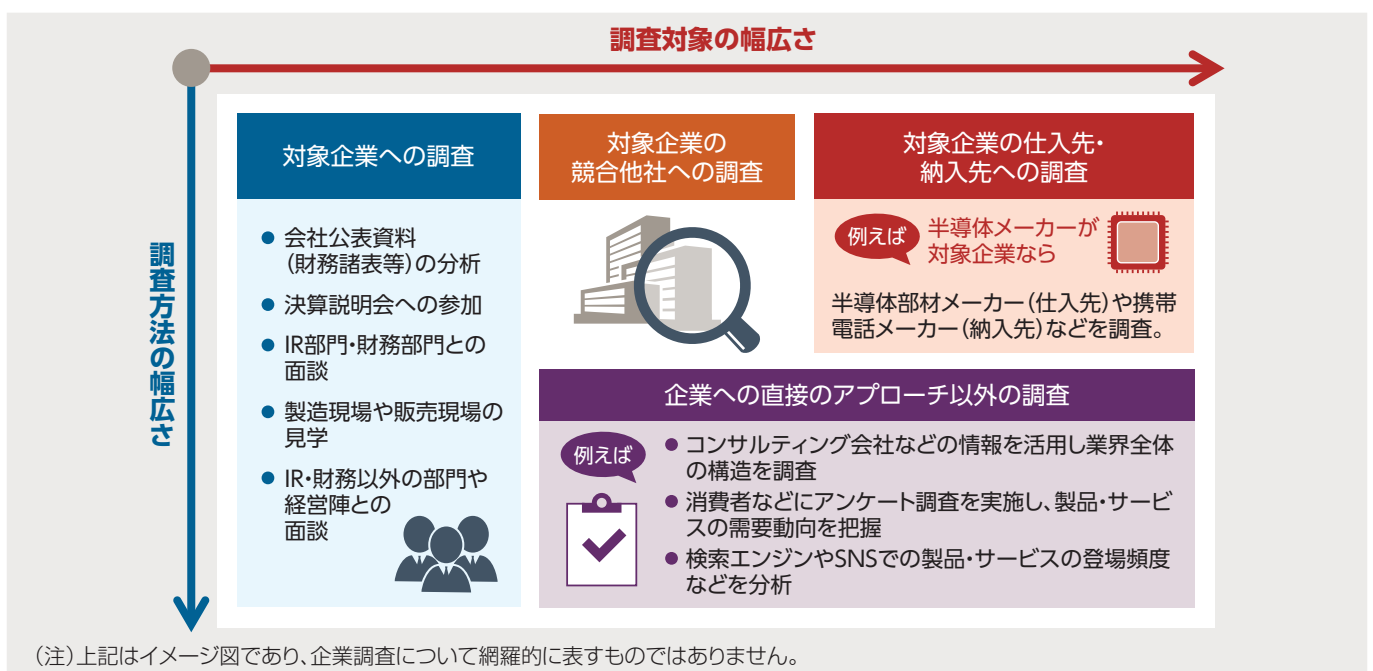 調査対象の幅広さ
調査方法の幅広さ
対象企業への調査
● 会社公表資料
（財務諸表等）の分析
● 決算説明会への参加
● IR部門・財務部門との
面談
● 製造現場や販売現場の
見学
● IR・財務以外の部門や
経営陣との
面談
対象企業の
競合他社への調査
対象企業の仕入先・
納入先への調査
例えば
半導体メーカーが
対象企業なら
半導体部材メーカー（仕入先）や携帯
電話メーカー（納入先）などを調査。
企業への直接のアプローチ以外の調査
例えば
● コンサルティング会社などの情報を活用し業界全体
の構造を調査
● 消費者などにアンケート調査を実施し、製品・サービ
スの需要動向を把握
● 検索エンジンやSNSでの製品・サービスの登場頻度
などを分析
（注）上記はイメージ図であり、企業調査について網羅的に表すものではありません。